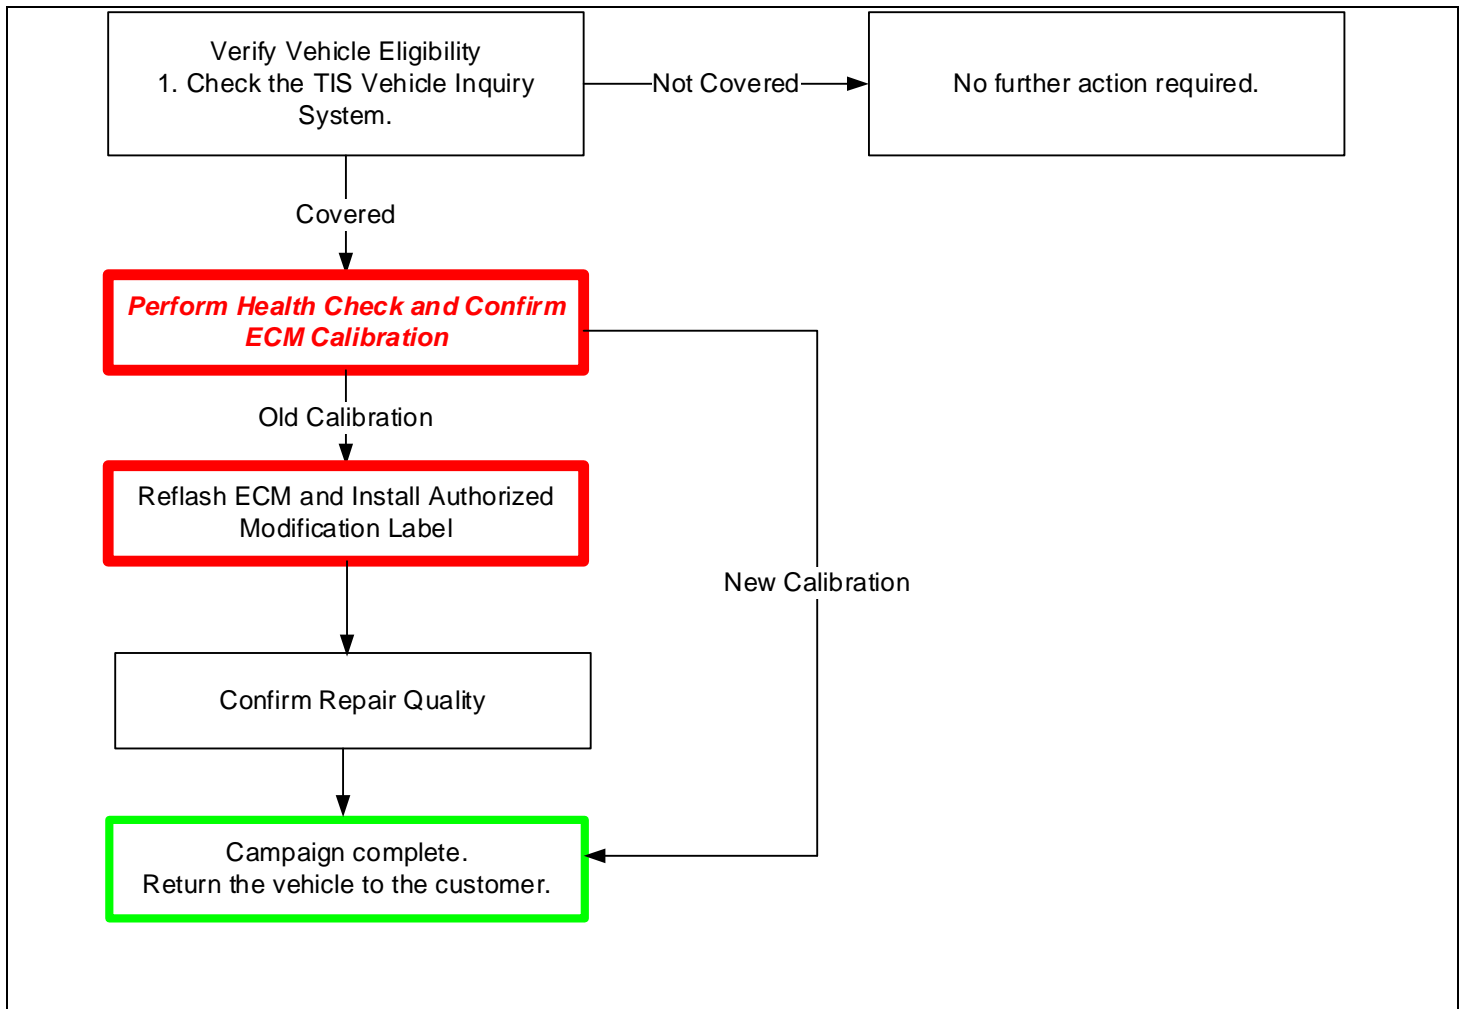 Verify Vehicle Eligibility
1. Check the TIS Vehicle Inquiry
System.
Not Covered
No further action required.
Covered
Perform Health Check and Confirm
ECM Calibration
Old Calibration
Reflash ECM and Install Authorized
Modification Label
New Calibration
Confirm Repair Quality
Campaign complete.
Return the vehicle to the customer.